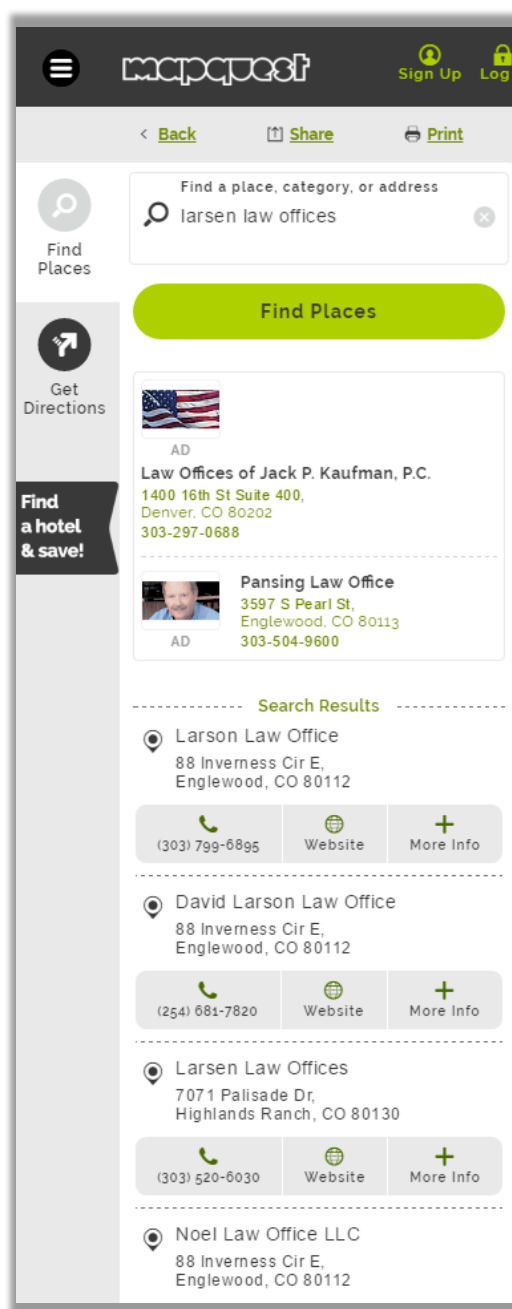 mapquest
Sign Up
Log
< Back
Share
Print
Find Places
Get Directions
Find
a hotel
& save!
Find a place, category, or address
larsen law offices
Find Places
AD
Law Offices of Jack P. Kaufman, P.C.
1400 16th St Suite 400,
Denver, CO 80202
303-297-0688
AD
Pansing Law Office
3597 S Pearl St,
Englewood, CO 80113
303-504-9600
Search Results
Larson Law Office
88 Inverness Cir E,
Englewood, CO 80112
(303) 799-6895 Website More Info
David Larson Law Office
88 Inverness Cir E,
Englewood, CO 80112
(254) 681-7820 Website More Info
Larsen Law Offices
7071 Palisade Dr,
Highlands Ranch, CO 80130
(303) 520-6030 Website More Info
Noel Law Office LLC
88 Inverness Cir E,
Englewood, CO 80112